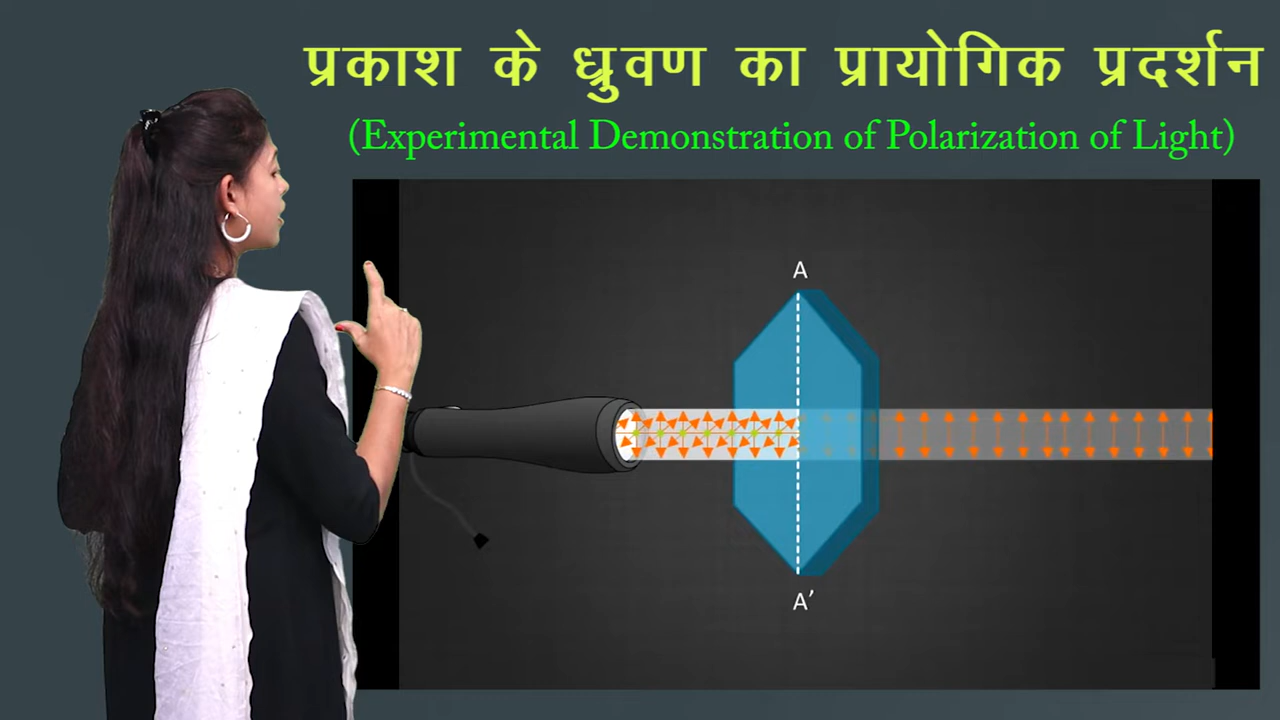 प्रकाश के ध्रुवण का प्रायोगिक प्रदर्शन
(Experimental Demonstration of Polarization of Light)
A
A’